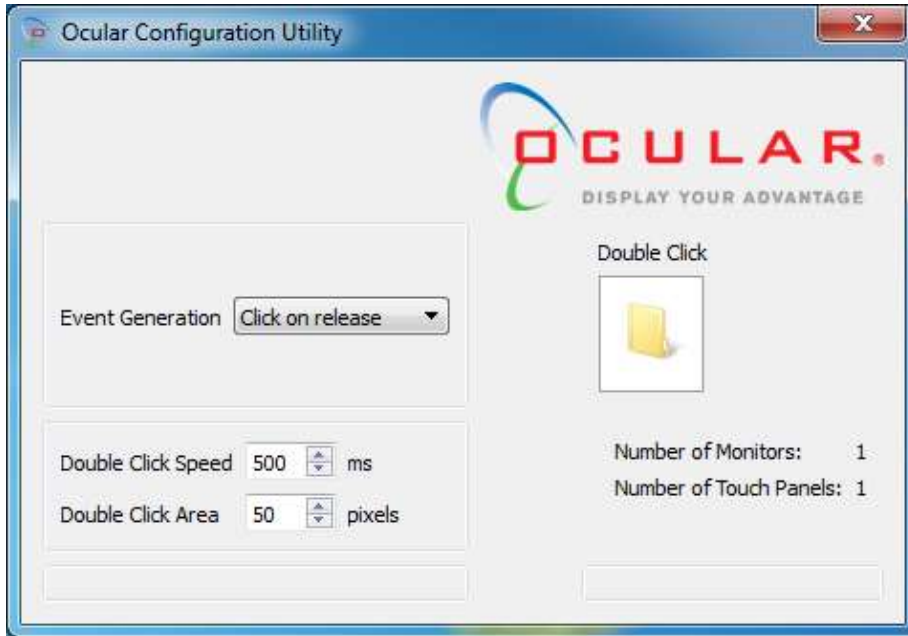 Ocular Configuration Utility
OCULAR®
DISPLAY YOUR ADVANTAGE
Double Click
Event Generation Click on release
Double Click Speed 500 ms
Double Click Area 50 pixels
Number of Monitors: 1
Number of Touch Panels: 1